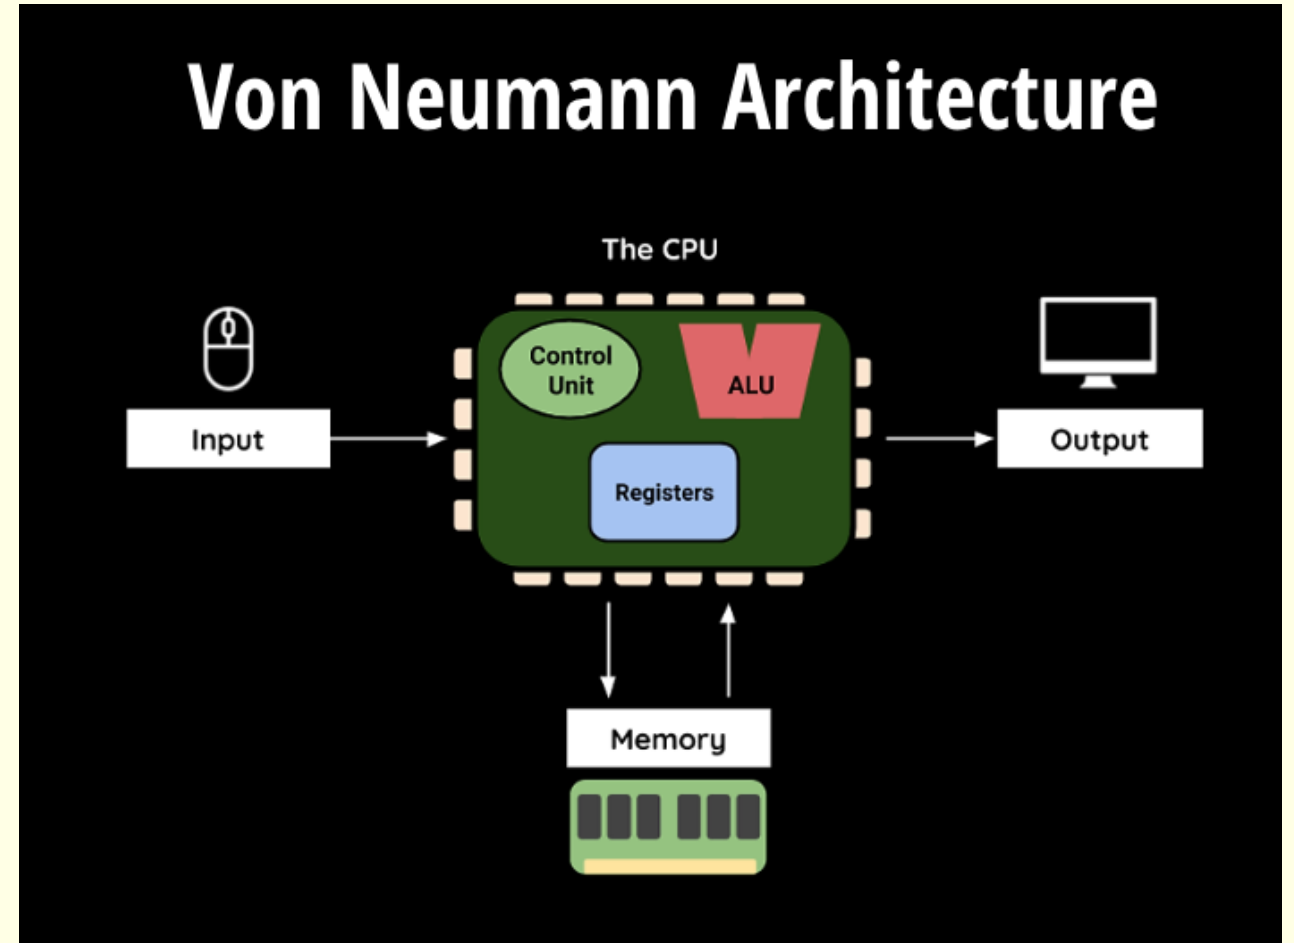 Von Neumann Architecture
The CPU
Control
Unit
ALU
Input
Output
Registers
Memory